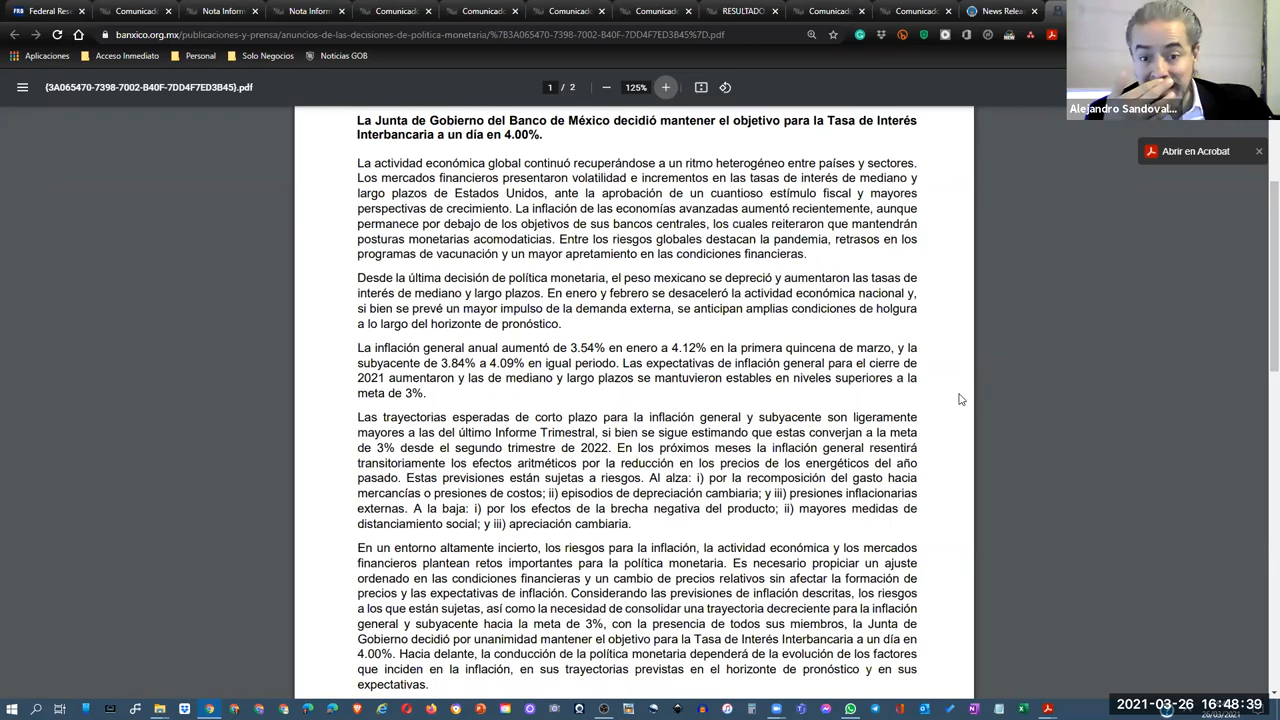 Federal Rese
Comunicado
Nota Inform
Nota Inform
Comunicado
Comunicado
Comunicado
Comunicado
RESULTADO
Comunicado
Comunicado
News Relea
banxico.org.mx/publicaciones-y-prensa/anuncios-de-las-decisiones-de-politica-monetaria/%7B3A065470-7398-7002-B40F-7DD4F7ED3B45%7D.pdf
Aplicaciones
Acceso Inmediato
Personal
Solo Negocios
Noticias GOB
{3A065470-7398-7002-B40F-7DD4F7ED3B45}.pdf
1 / 2
125%
Alejandro Sandoval...
Abrir en Acrobat
La Junta de Gobierno del Banco de México decidió mantener el objetivo para la Tasa de Interés
Interbancaria a un día en 4.00%.
La actividad económica global continuó recuperándose a un ritmo heterogéneo entre países y sectores.
Los mercados financieros presentaron volatilidad e incrementos en las tasas de interés de mediano y
largo plazos de Estados Unidos, ante la aprobación de un cuantioso estímulo fiscal y mayores
perspectivas de crecimiento. La inflación de las economías avanzadas aumentó recientemente, aunque
permanece por debajo de los objetivos de sus bancos centrales, los cuales reiteraron que mantendrán
posturas monetarias acomodaticias. Entre los riesgos globales destacan la pandemia, retrasos en los
programas de vacunación y un mayor apretamiento en las condiciones financieras.
Desde la última decisión de política monetaria, el peso mexicano se depreció y aumentaron las tasas de
interés de mediano y largo plazos. En enero y febrero se desaceleró la actividad económica nacional y,
si bien se prevé un mayor impulso de la demanda externa, se anticipan amplias condiciones de holgura
a lo largo del horizonte de pronóstico.
La inflación general anual aumentó de 3.54% en enero a 4.12% en la primera quincena de marzo, y la
subyacente de 3.84% a 4.09% en igual periodo. Las expectativas de inflación general para el cierre de
2021 aumentaron y las de mediano y largo plazos se mantuvieron estables en niveles superiores a la
meta de 3%.
Las trayectorias esperadas de corto plazo para la inflación general y subyacente son ligeramente
mayores a las del último Informe Trimestral, si bien se sigue estimando que estas converjan a la meta
de 3% desde el segundo trimestre de 2022. En los próximos meses la inflación general resentirá
transitoriamente los efectos aritméticos por la reducción en los precios de los energéticos del año
pasado. Estas previsiones están sujetas a riesgos. Al alza: i) por la recomposición del gasto hacia
mercancías o presiones de costos; ii) episodios de depreciación cambiaria; y iii) presiones inflacionarias
externas. A la baja: i) por los efectos de la brecha negativa del producto; ii) mayores medidas de
distanciamiento social; y iii) apreciación cambiaria.
En un entorno altamente incierto, los riesgos para la inflación, la actividad económica y los mercados
financieros plantean retos importantes para la política monetaria. Es necesario propiciar un ajuste
ordenado en las condiciones financieras y un cambio de precios relativos sin afectar la formación de
precios y las expectativas de inflación. Considerando las previsiones de inflación descritas, los riesgos
a los que están sujetas, así como la necesidad de consolidar una trayectoria decreciente para la inflación
general y subyacente hacia la meta de 3%, con la presencia de todos sus miembros, la Junta de
Gobierno decidió por unanimidad mantener el objetivo para la Tasa de Interés Interbancaria a un día en
4.00%. Hacia delante, la conducción de la política monetaria dependerá de la evolución de los factores
que inciden en la inflación, en sus trayectorias previstas en el horizonte de pronóstico y en sus
expectativas.
2021-03-26 16:48:39